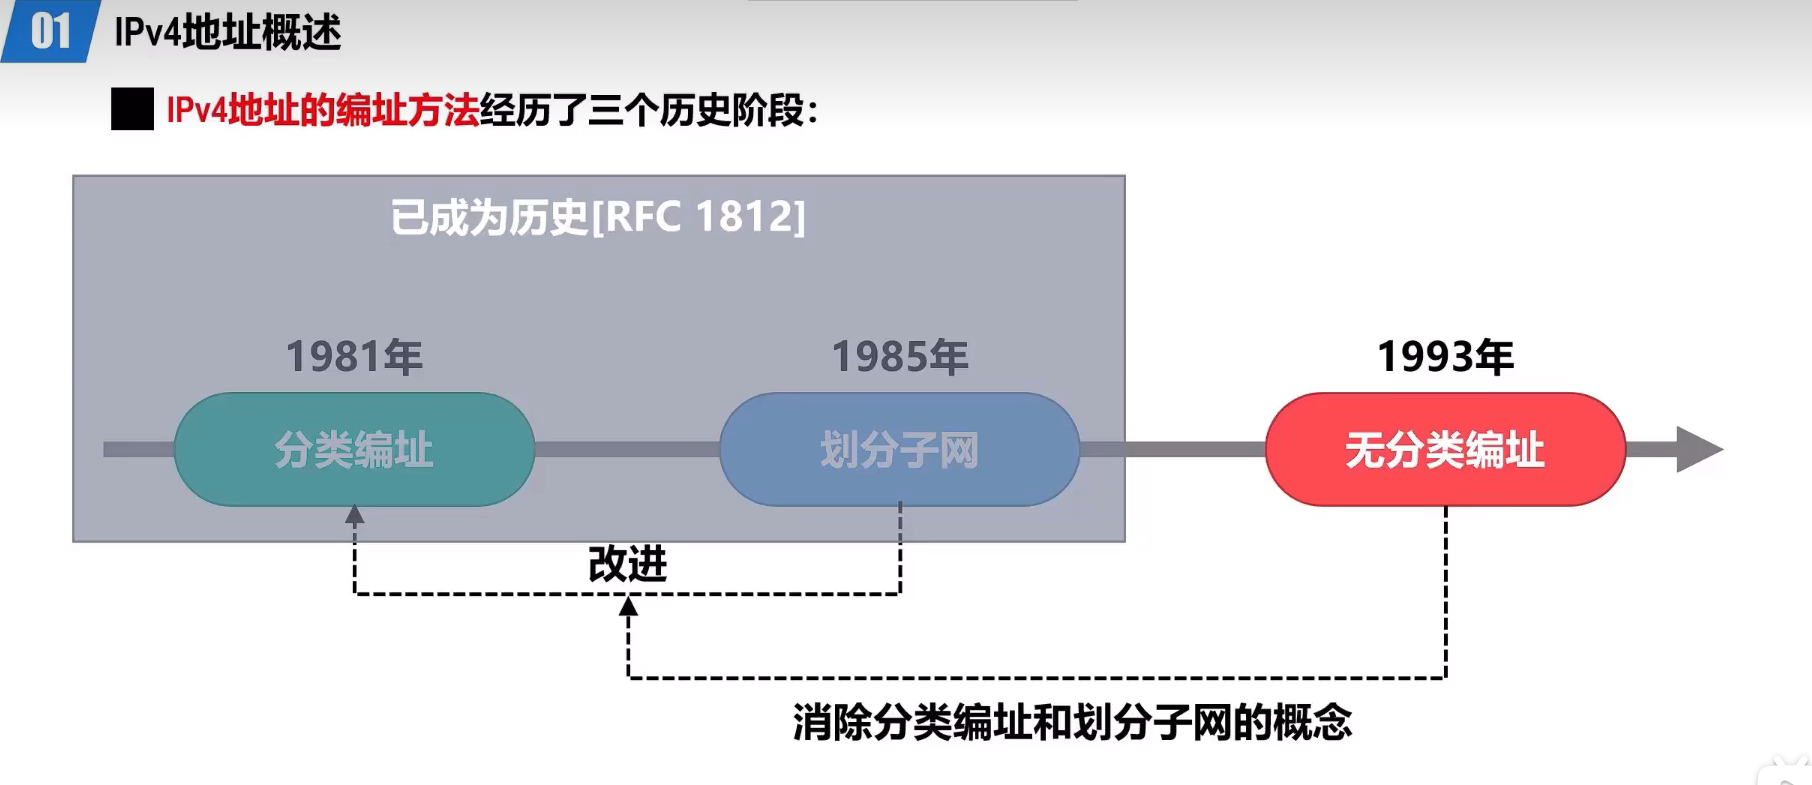 01 IPv4地址概述
IPv4地址的编址方法经历了三个历史阶段：
已成为历史[RFC 1812]
1981年 1985年 1993年
分类编址 划分子网 无分类编址
改进
消除分类编址和划分子网的概念